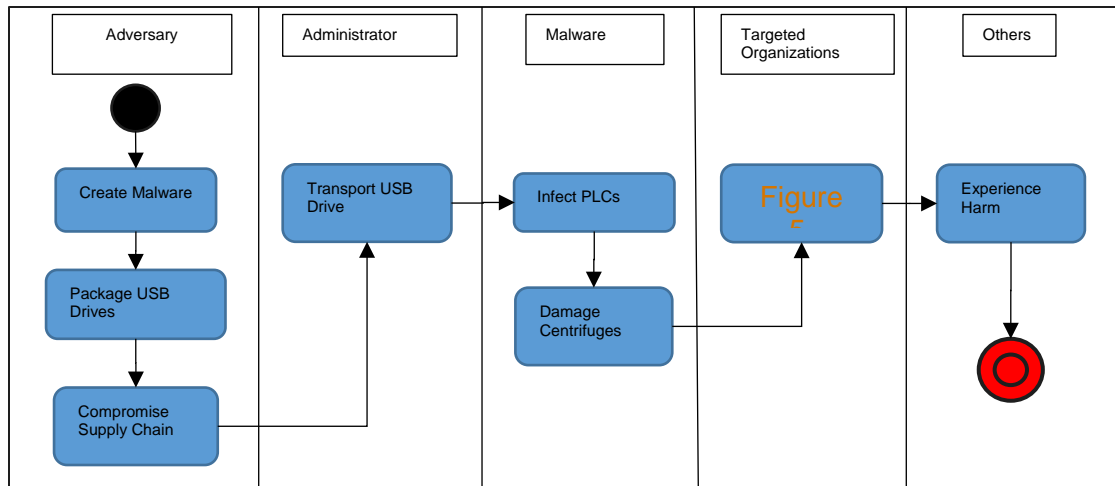 Adversary
Administrator
Malware
Targeted
Organizations
Others
Create Malware
Package USB
Drives
Compromise
Supply Chain
Transport USB
Drive
Infect PLCs
Damage
Centrifuges
Figure
Experience
Harm